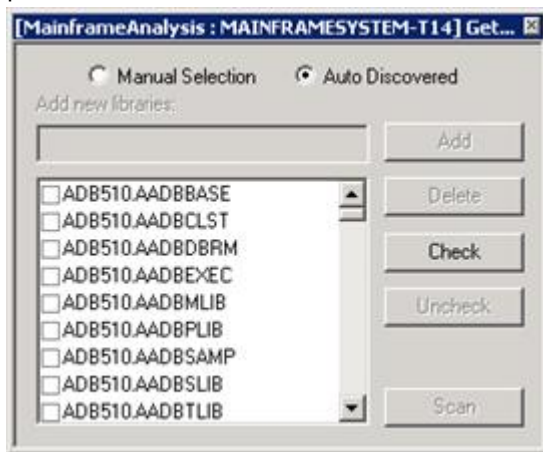 [MainframeAnalysis : MAINFRAMESYSTEM-T14] Get...
Manual Selection Auto Discovered
Add new libraries:
Add
ADB510.AADBBASE
ADB510.AADBCLST
ADB510.AADBDBRM
ADB510.AADBEXEC
ADB510.AADBMLIB
ADB510.AADBPLIB
ADB510.AADBSAMP
ADB510.AADBSLIB
ADB510.AADBTLIB
Delete
Check
Uncheck
Scan